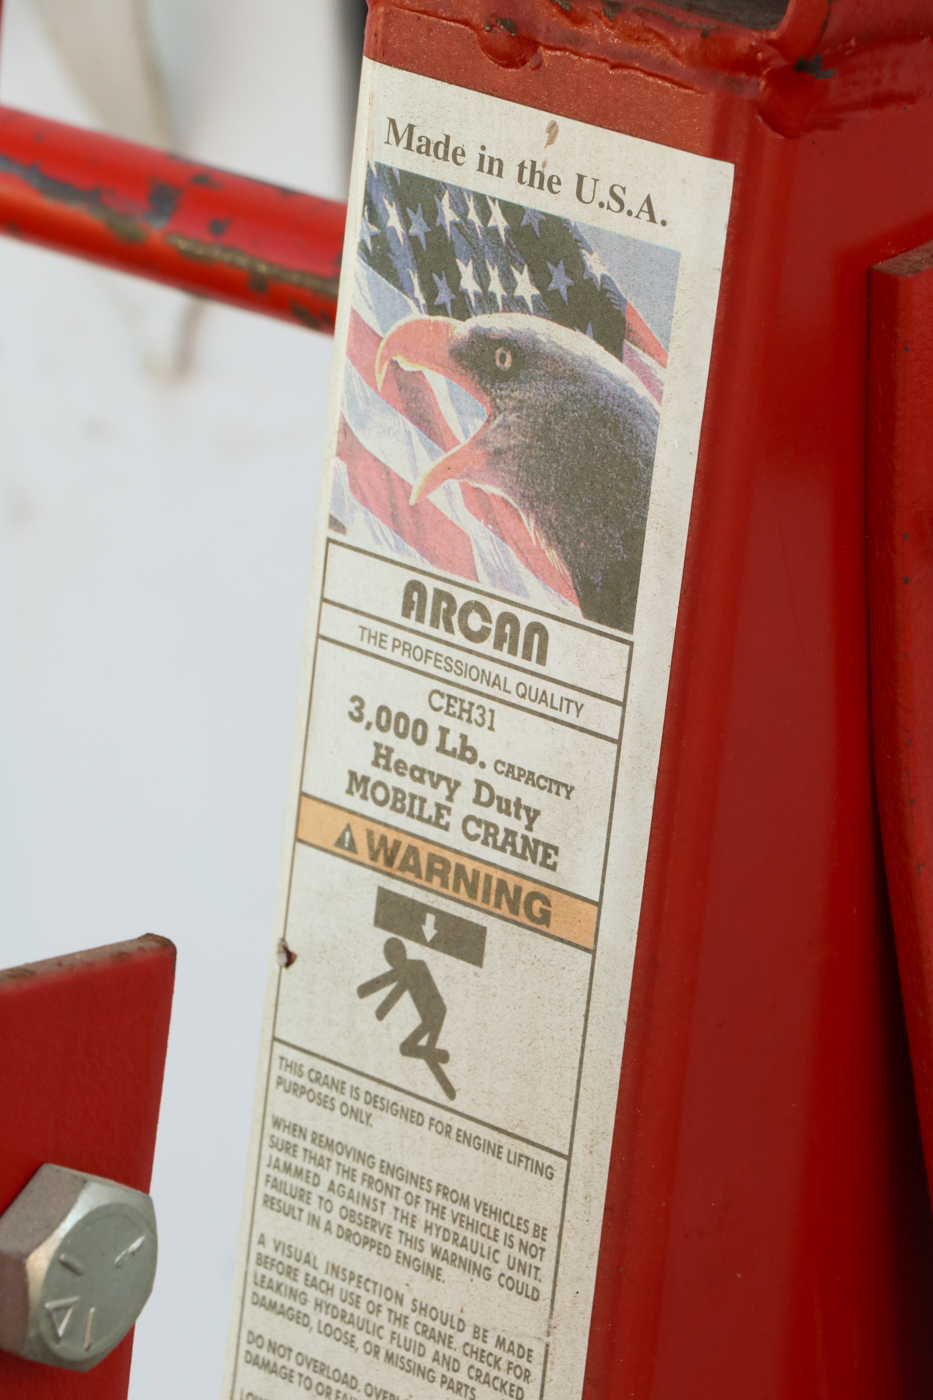 Made in the U.S.A.
ARCAN
THE PROFESSIONAL QUALITY
CEH31
3,000 Lb. CAPACITY
Heavy Duty
MOBILE CRANE
WARNING
THIS CRANE IS DESIGNED FOR ENGINE LIFTING
PURPOSES ONLY.
WHEN REMOVING ENGINES FROM VEHICLES BE
SURE THAT THE FRONT OF THE VEHICLE IS NOT
JAMMED AGAINST THE HYDRAULIC UNIT.
FAILURE TO OBSERVE THIS WARNING COULD
RESULT IN A DROPPED ENGINE.
A VISUAL INSPECTION SHOULD BE MADE
BEFORE EACH USE OF THE CRANE. CHECK FOR
LEAKING HYDRAULIC FLUID AND CRACKED
DAMAGED, LOOSE, OR MISSING PARTS
DO NOT OVERLOAD.
DAMAGE TO OR